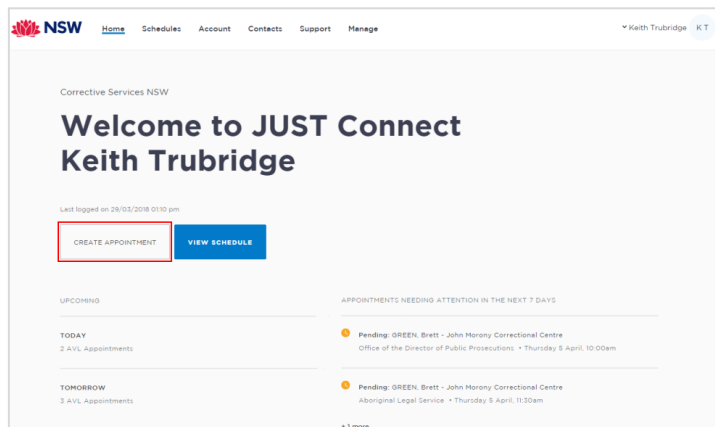 NSW Home Schedules Account Contacts Support Manage Keith Trubridge KT
Corrective Services NSW
Welcome to JUST Connect
Keith Trubridge
Last logged on 29/03/2018 01:10 pm
CREATE APPOINTMENT VIEW SCHEDULE
UPCOMING
TODAY
2 AVL Appointments
TOMORROW
3 AVL Appointments
APPOINTMENTS NEEDING ATTENTION IN THE NEXT 7 DAYS
Pending: GREEN, Brett - John Morony Correctional Centre
Office of the Director of Public Prosecutions • Thursday 5 April, 10:00am
Pending: GREEN, Brett - John Morony Correctional Centre
Aboriginal Legal Service • Thursday 5 April, 11:30am
+ 1 more